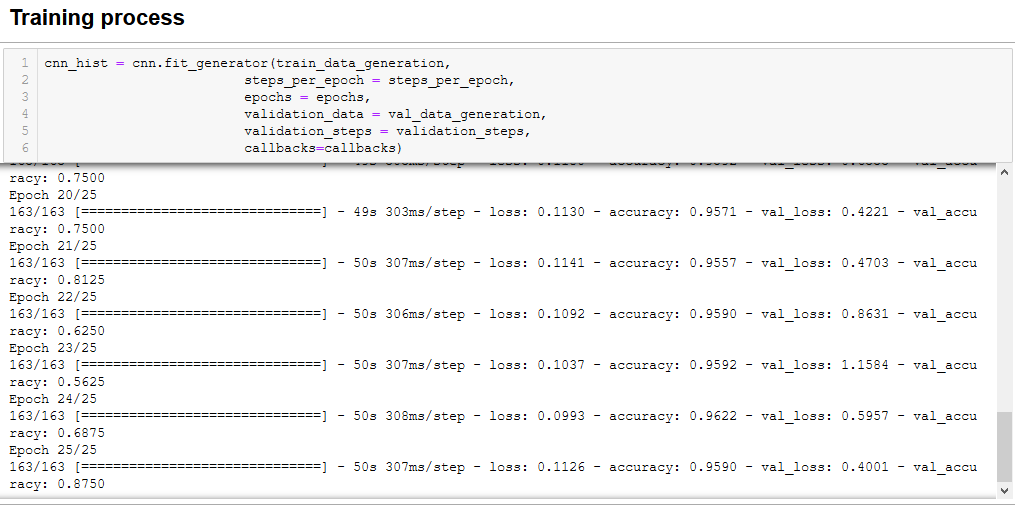 Training process
1 cnn_hist = cnn.fit_generator(train_data_generation,
2 steps_per_epoch = steps_per_epoch,
3 epochs = epochs,
4 validation_data = val_data_generation,
5 validation_steps = validation_steps,
6 callbacks=callbacks)
racy: 0.7500
Epoch 20/25
163/163 [==============================] - 49s 303ms/step - loss: 0.1130 - accuracy: 0.9571 - val_loss: 0.4221 - val_accu
racy: 0.7500
Epoch 21/25
163/163 [==============================] - 50s 307ms/step - loss: 0.1141 - accuracy: 0.9557 - val_loss: 0.4703 - val_accu
racy: 0.8125
Epoch 22/25
163/163 [==============================] - 50s 306ms/step - loss: 0.1092 - accuracy: 0.9590 - val_loss: 0.8631 - val_accu
racy: 0.6250
Epoch 23/25
163/163 [==============================] - 50s 307ms/step - loss: 0.1037 - accuracy: 0.9592 - val_loss: 1.1584 - val_accu
racy: 0.5625
Epoch 24/25
163/163 [==============================] - 50s 308ms/step - loss: 0.0993 - accuracy: 0.9622 - val_loss: 0.5957 - val_accu
racy: 0.6875
Epoch 25/25
163/163 [==============================] - 50s 307ms/step - loss: 0.1126 - accuracy: 0.9590 - val_loss: 0.4001 - val_accu
racy: 0.8750